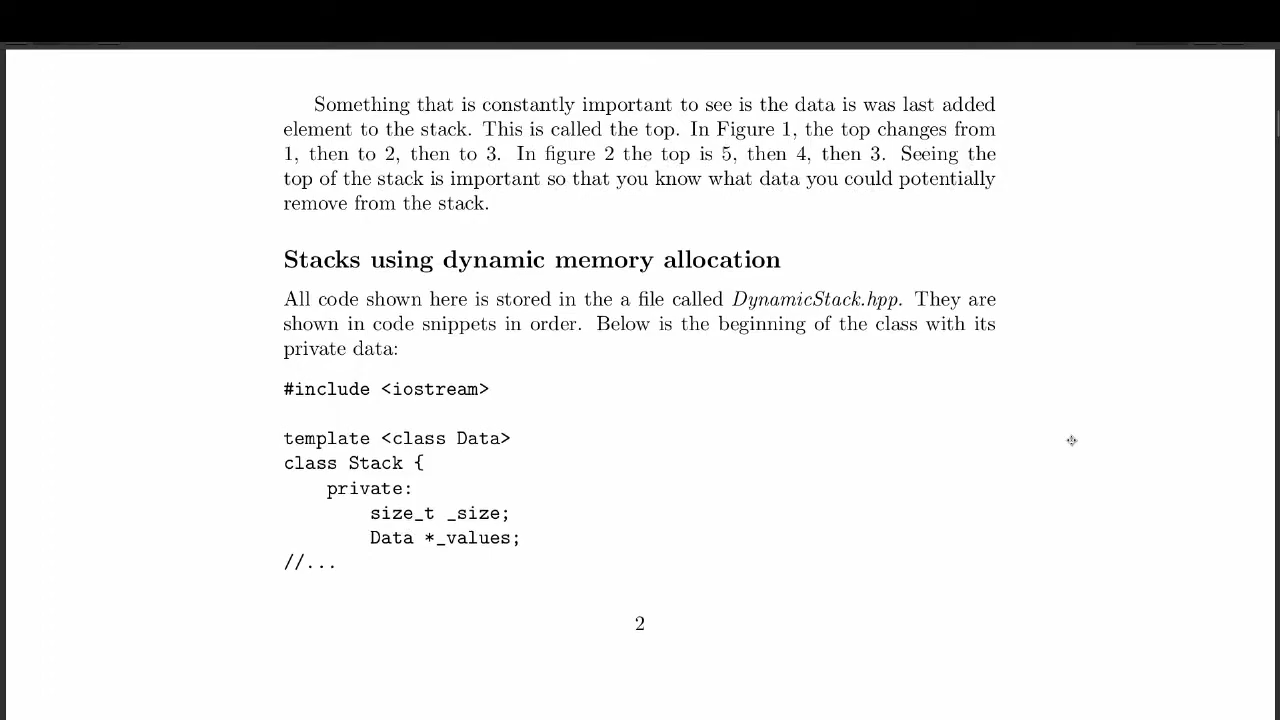 Something that is constantly important to see is the data is was last added
element to the stack. This is called the top. In Figure 1, the top changes from
1, then to 2, then to 3. In figure 2 the top is 5, then 4, then 3. Seeing the
top of the stack is important so that you know what data you could potentially
remove from the stack.
Stacks using dynamic memory allocation
All code shown here is stored in the a file called DynamicStack.hpp. They are
shown in code snippets in order. Below is the beginning of the class with its
private data:
#include <iostream>
template <class Data>
class Stack {
    private:
        size_t _size;
        Data *_values;
//...
2